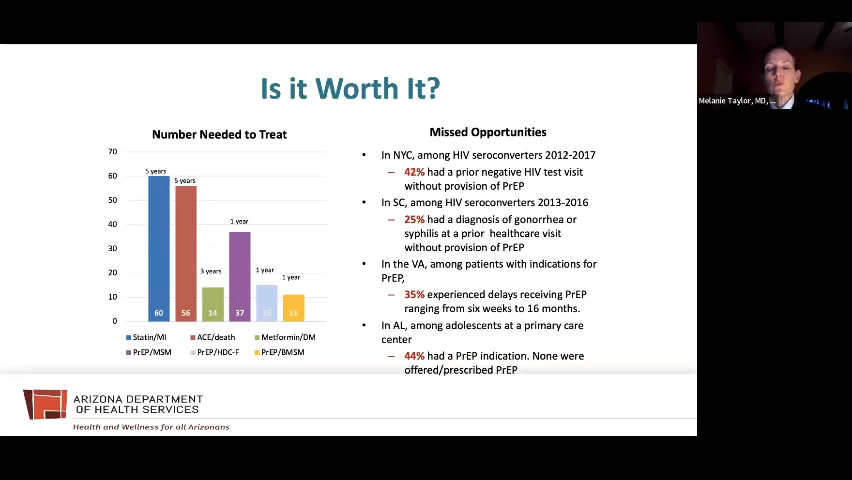 Is it Worth It?
Number Needed to Treat
70
60
50
40
30
20
10
0
5 years
5 years
3 years
1 year
1 year
1 year
60
56
14
37
15
11
Statin/MI
ACE/death
Metformin/DM
PrEP/MSM
PrEP/HDC-F
PrEP/BMSM
Missed Opportunities
• In NYC, among HIV seroconverters 2012-2017
– 42% had a prior negative HIV test visit
without provision of PrEP
• In SC, among HIV seroconverters 2013-2016
– 25% had a diagnosis of gonorrhea or
syphilis at a prior healthcare visit
without provision of PrEP
• In the VA, among patients with indications for
PrEP,
– 35% experienced delays receiving PrEP
ranging from six weeks to 16 months.
• In AL, among adolescents at a primary care
center
– 44% had a PrEP indication. None were
offered/prescribed PrEP
ARIZONA DEPARTMENT
OF HEALTH SERVICES
Health and Wellness for all Arizonans
Melanie Taylor, MD, ...